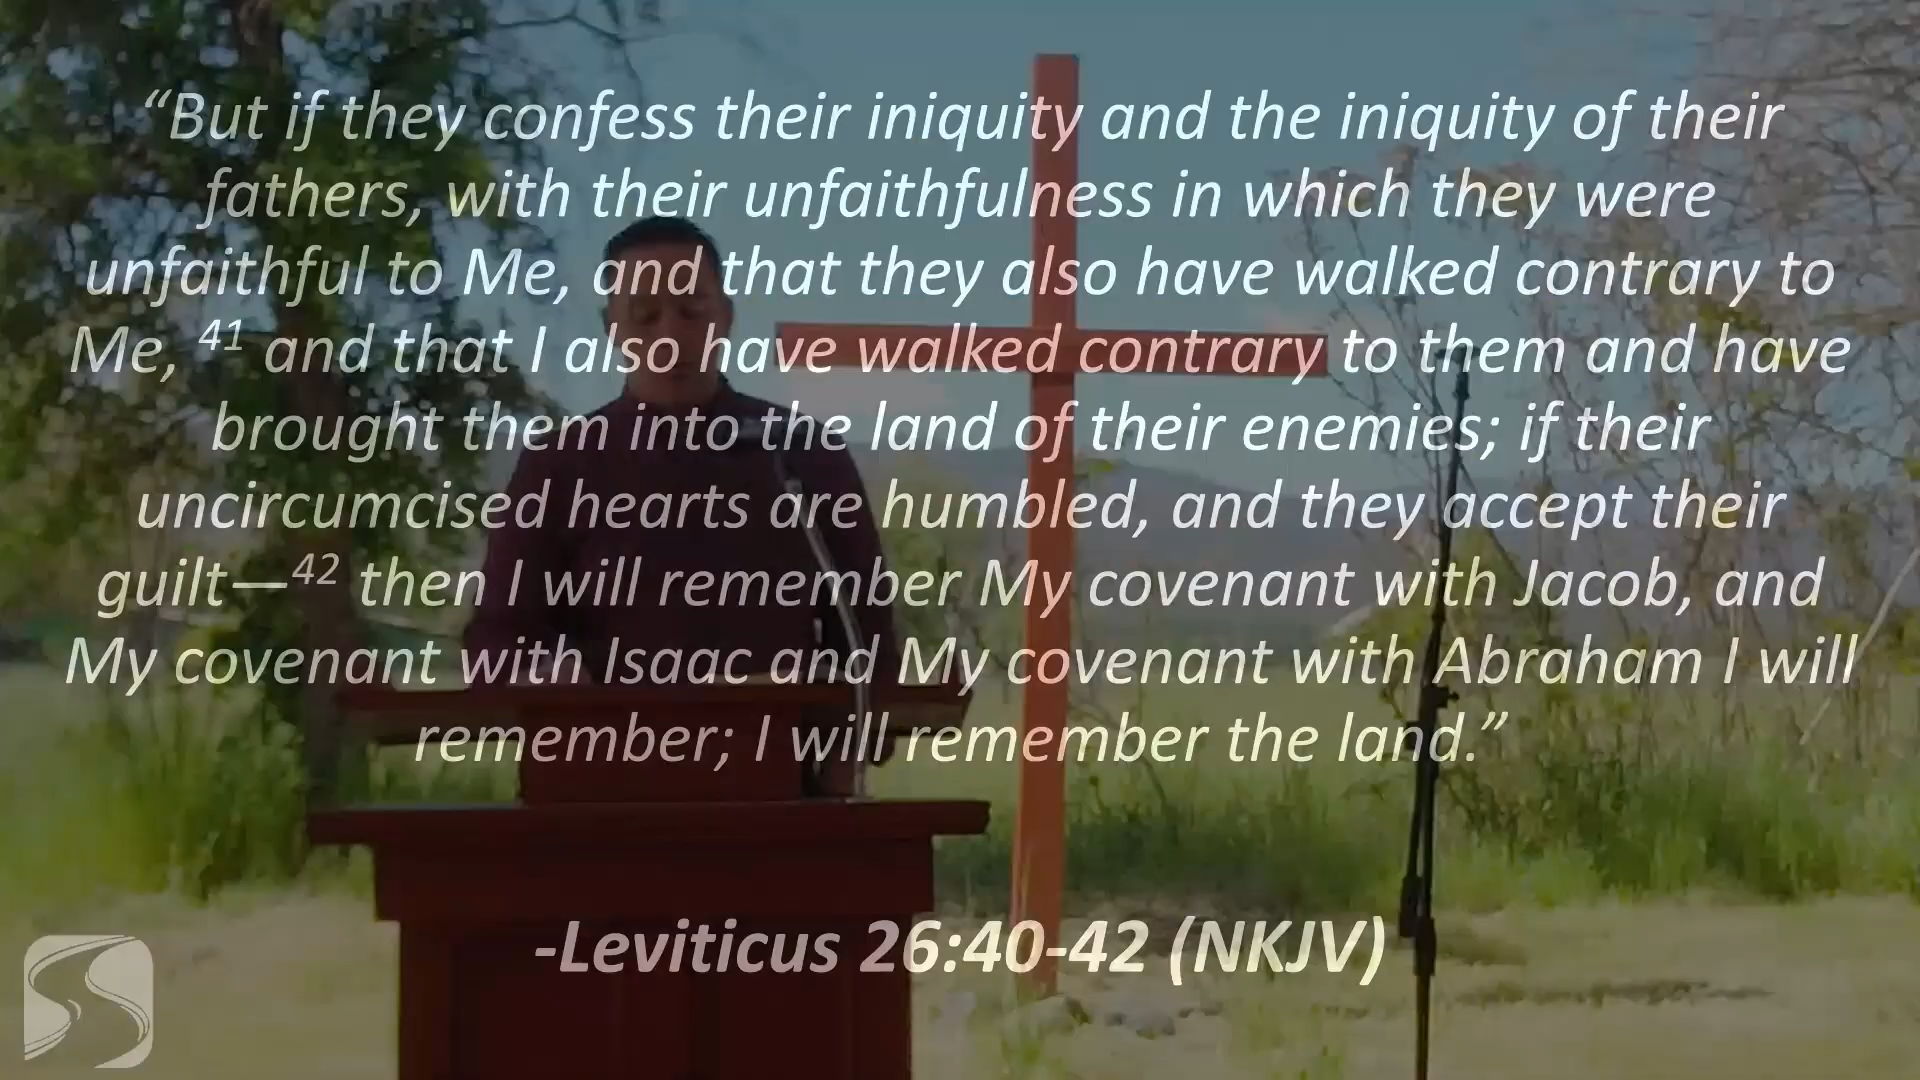 “But if they confess their iniquity and the iniquity of their
fathers, with their unfaithfulness in which they were
unfaithful to Me, and that they also have walked contrary to
Me, 41 and that I also have walked contrary to them and have
brought them into the land of their enemies; if their
uncircumcised hearts are humbled, and they accept their
guilt—42 then I will remember My covenant with Jacob, and
My covenant with Isaac and My covenant with Abraham I will
remember; I will remember the land.”
-Leviticus 26:40-42 (NKJV)